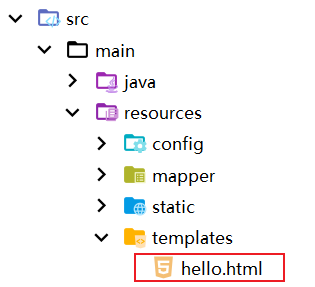 src
main
java
resources
config
mapper
static
templates
hello.html